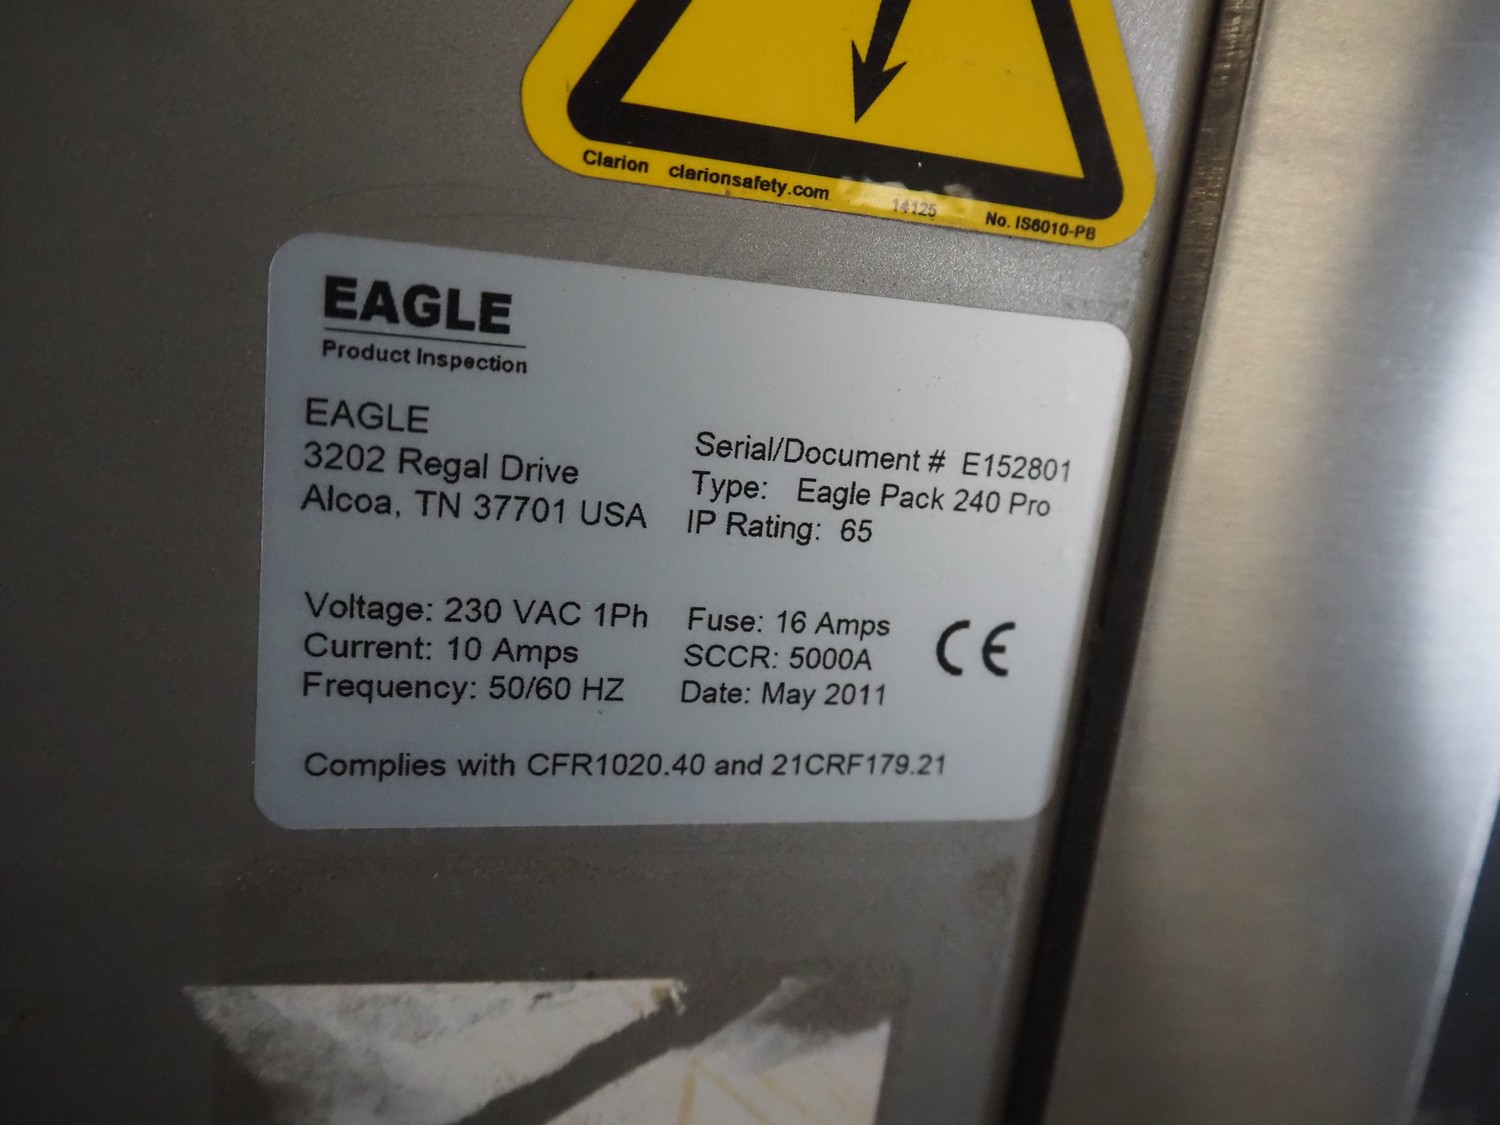 Clarion clarionsafety.com 14125 No. IS6010-PB
EAGLE
Product Inspection
EAGLE
3202 Regal Drive
Alcoa, TN 37701 USA
Serial/Document # E152801
Type: Eagle Pack 240 Pro
IP Rating: 65
Voltage: 230 VAC 1Ph
Current: 10 Amps
Frequency: 50/60 HZ
Fuse: 16 Amps
SCCR: 5000A
Date: May 2011
CE
Complies with CFR1020.40 and 21CRF179.21